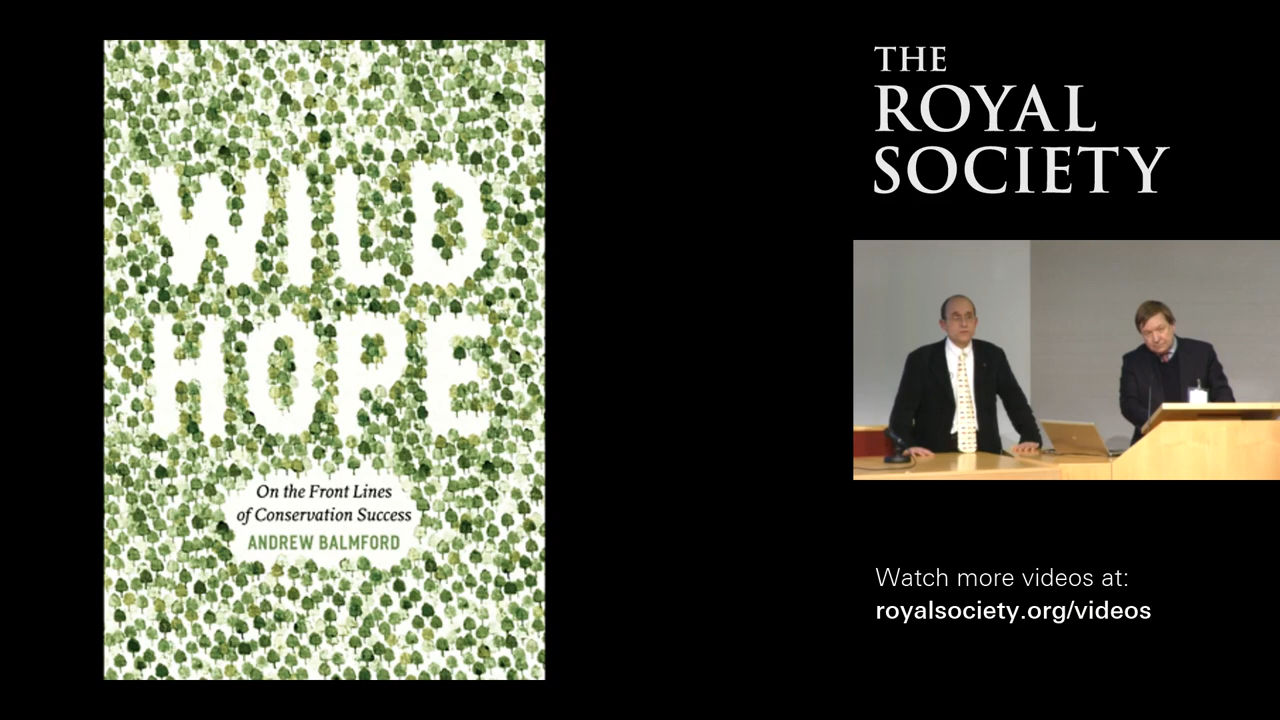 WILD
HOPE
On the Front Lines
of Conservation Success
ANDREW BALMFORD
THE
ROYAL
SOCIETY
Watch more videos at:
royalsociety.org/videos